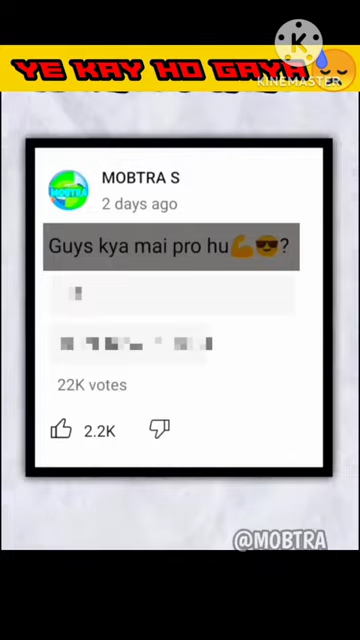 YE KAY HO GAYA
KINEMASTER
MOBTRA S
MOBTRA
2 days ago
Guys kya mai pro hu💪😎?
22K votes
2.2K
@MOBTRA